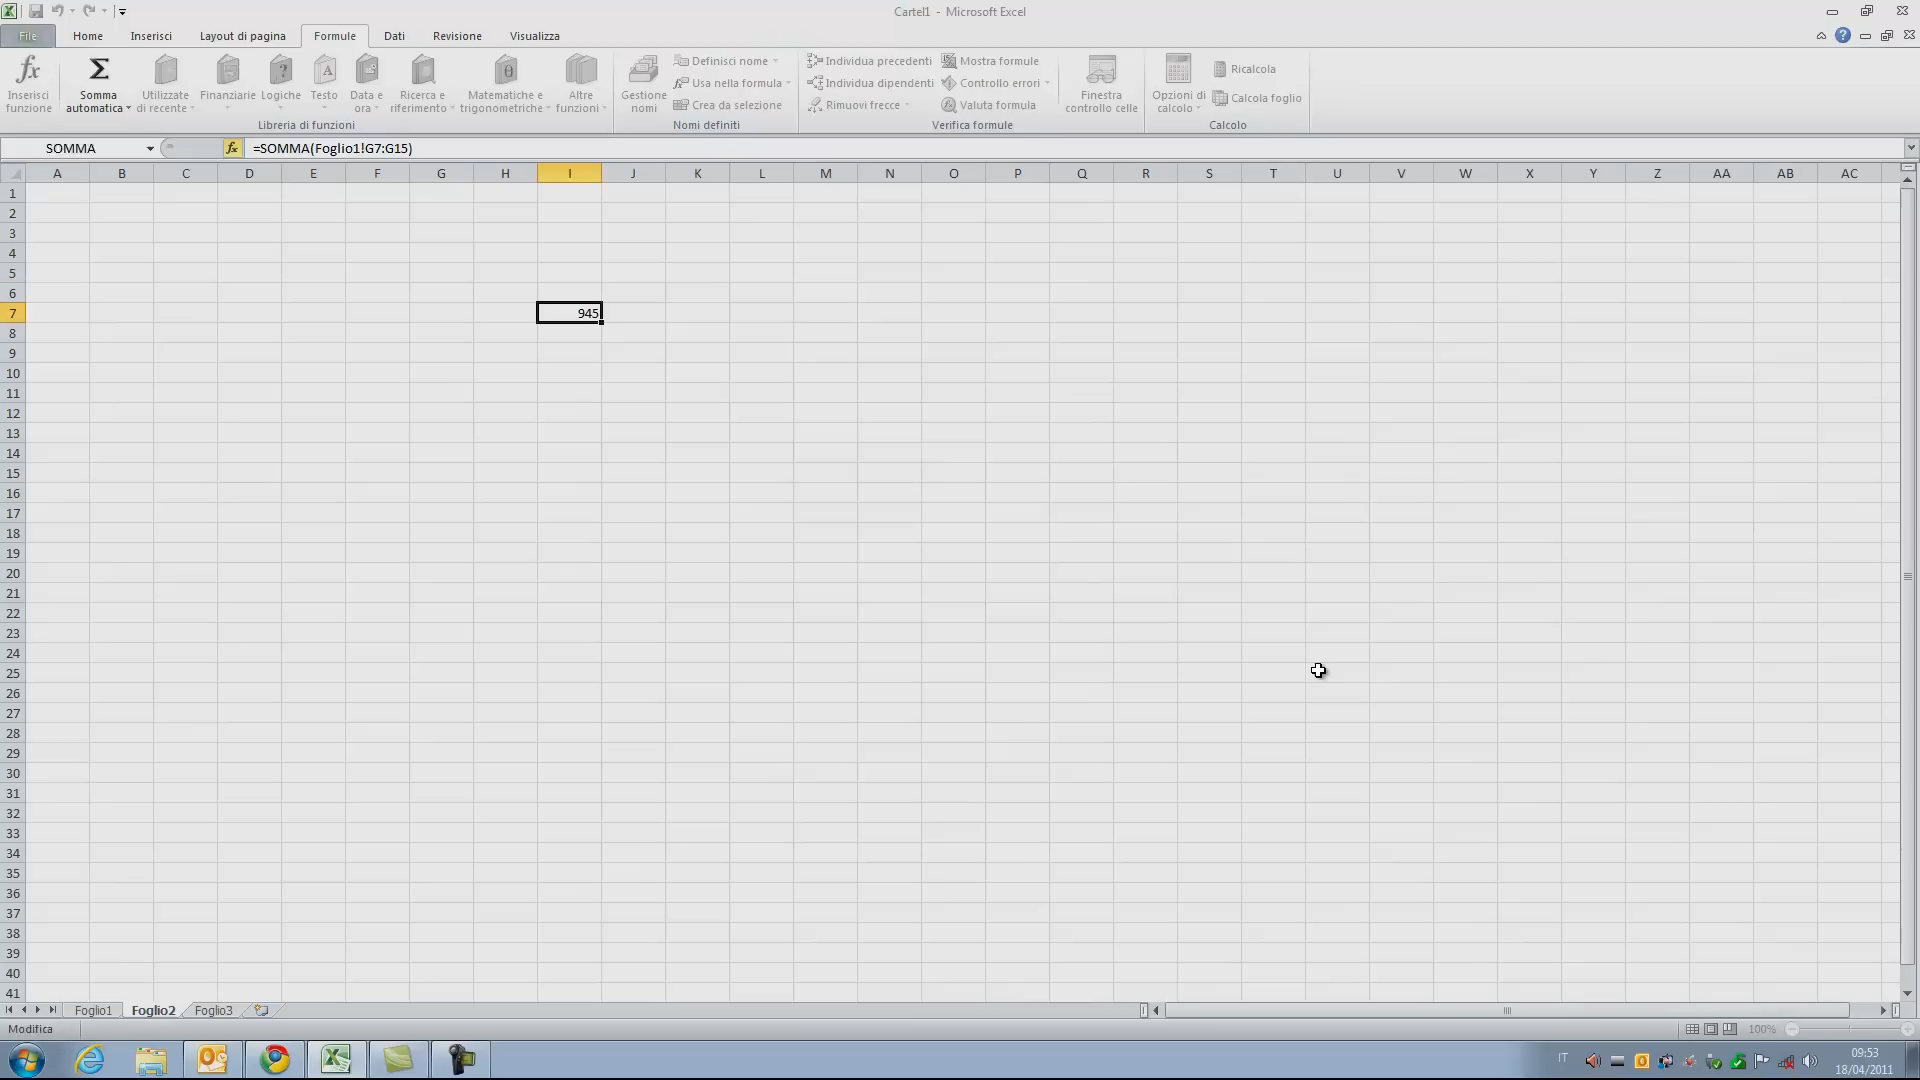 Cartel1 - Microsoft Excel
File Home Inserisci Layout di pagina Formule Dati Revisione Visualizza
Inserisci funzione
Somma automatica
Utilizzate di recente
Finanziarie
Logiche
Testo
Data e ora
Ricerca e riferimento
Matematiche e trigonometriche
Altre funzioni
Libreria di funzioni
Gestione nomi
Definisci nome
Usa nella formula
Crea da selezione
Nomi definiti
Individua precedenti
Individua dipendenti
Rimuovi frecce
Mostra formule
Controllo errori
Valuta formula
Verifica formule
Finestra controllo celle
Opzioni di calcolo
Ricalcola
Calcola foglio
Calcolo
SOMMA fx =SOMMA(Foglio1!G7:G15)
A B C D E F G H I J K L M N O P Q R S T U V W X Y Z AA AB AC
1
2
3
4
5
6
7 945
8
9
10
11
12
13
14
15
16
17
18
19
20
21
22
23
24
25
26
27
28
29
30
31
32
33
34
35
36
37
38
39
40
41
Foglio1 Foglio2 Foglio3
Modifica 100%
IT 09:53
18/04/2011